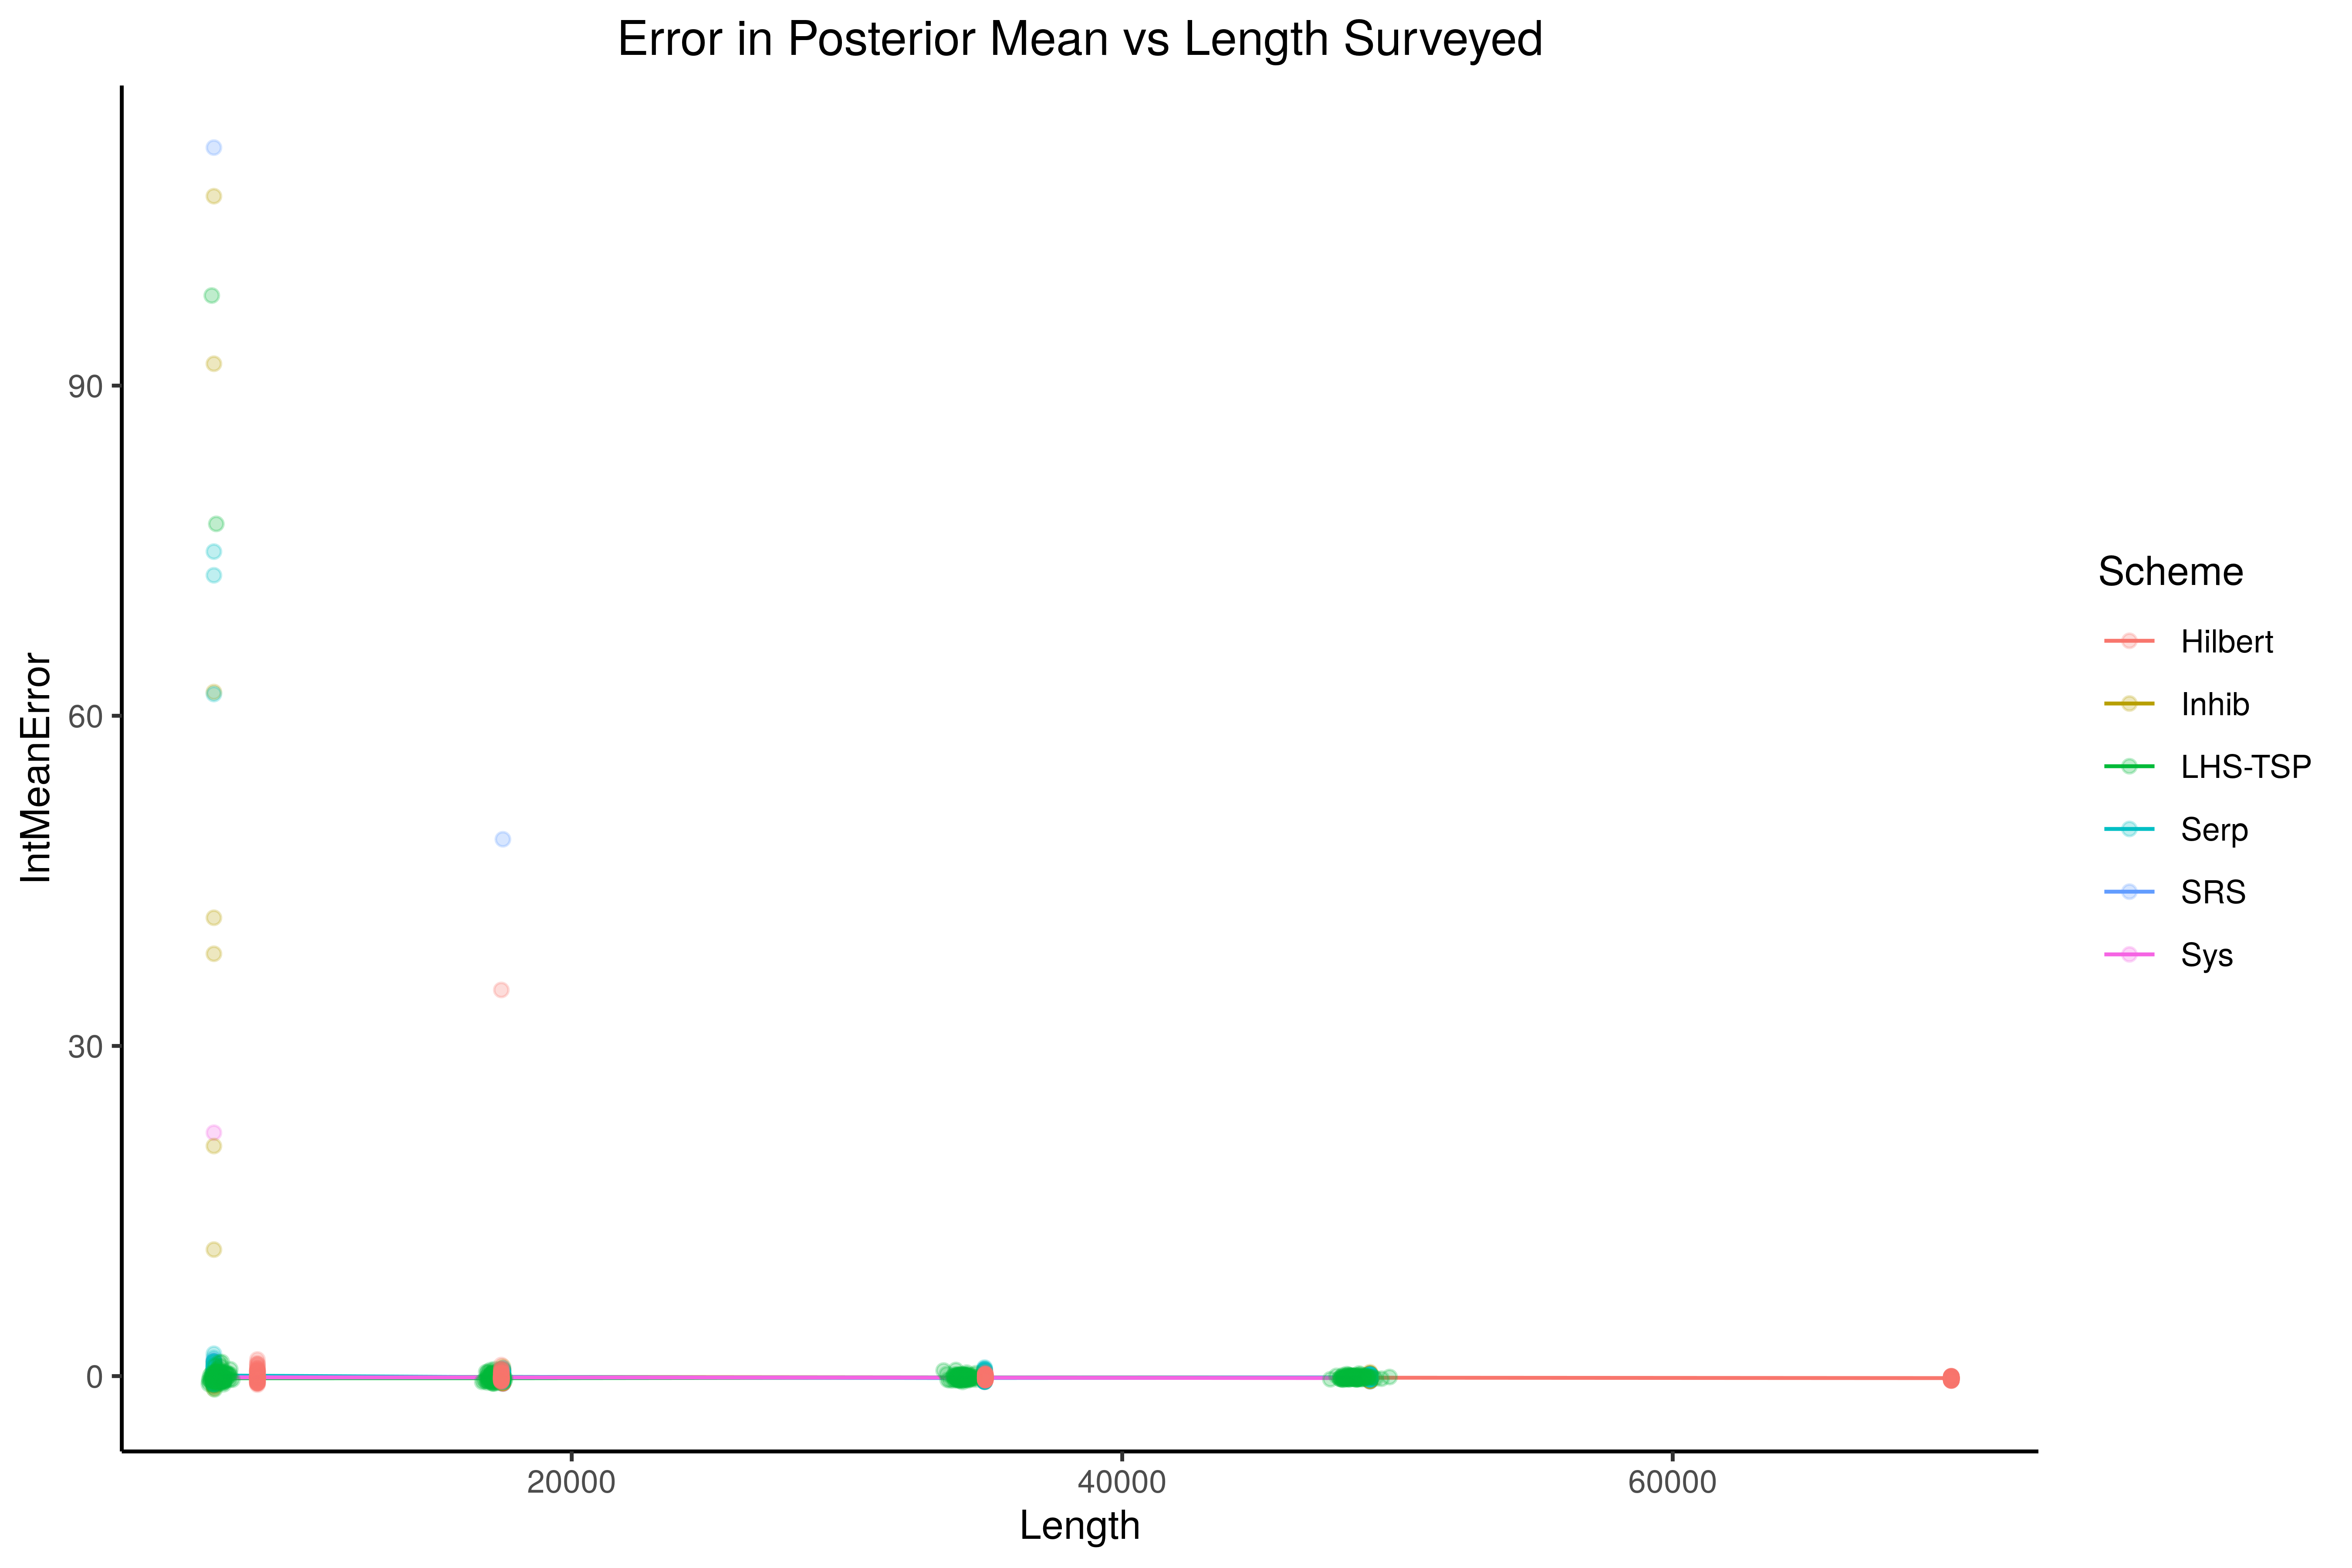 Error in Posterior Mean vs Length Surveyed
IntMeanError
90
60
30
0
20000
40000
60000
Length
Scheme
Hilbert
Inhib
LHS-TSP
Serp
SRS
Sys